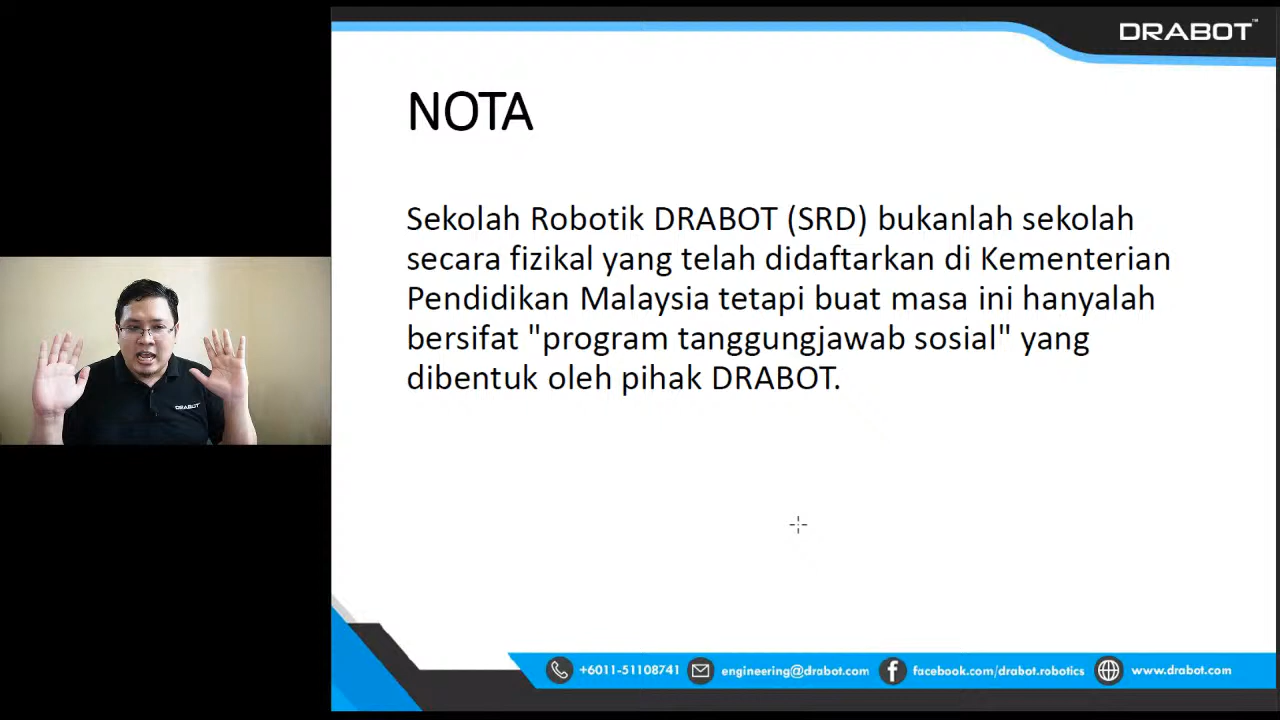 DRABOT™
NOTA
Sekolah Robotik DRABOT (SRD) bukanlah sekolah
secara fizikal yang telah didaftarkan di Kementerian
Pendidikan Malaysia tetapi buat masa ini hanyalah
bersifat "program tanggungjawab sosial" yang
dibentuk oleh pihak DRABOT.
DRABOT
+6011-51108741 engineering@drabot.com facebook.com/drabot.robotics www.drabot.com